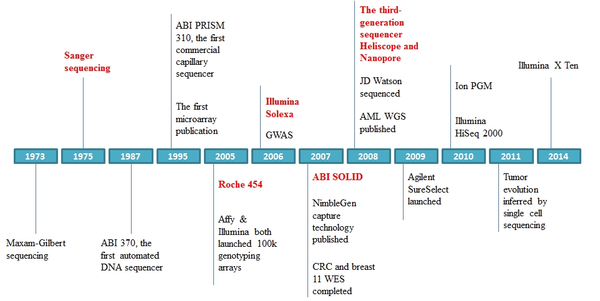 The third-
generation
sequencer
Heliscope and
Nanopore
JD Watson
sequenced
AML WGS
published
ABI PRISM
310, the first
commercial
capillary
sequencer
The first
microarray
publication
Sanger
sequencing
Illumina
Solexa
GWAS
Ion PGM
Illumina
HiSeq 2000
Illumina X Ten
1973 1975 1987 1995 2005 2006 2007 2008 2009 2010 2011 2014
Maxam-Gilbert
sequencing
ABI 370, the
first automated
DNA sequencer
Roche 454
Affy &
Illumina both
launched 100k
genotyping
arrays
ABI SOLID
NimbleGen
capture
technology
published
CRC and breast
11 WES
completed
Agilent
SureSelect
launched
Tumor
evolution
inferred by
single cell
sequencing